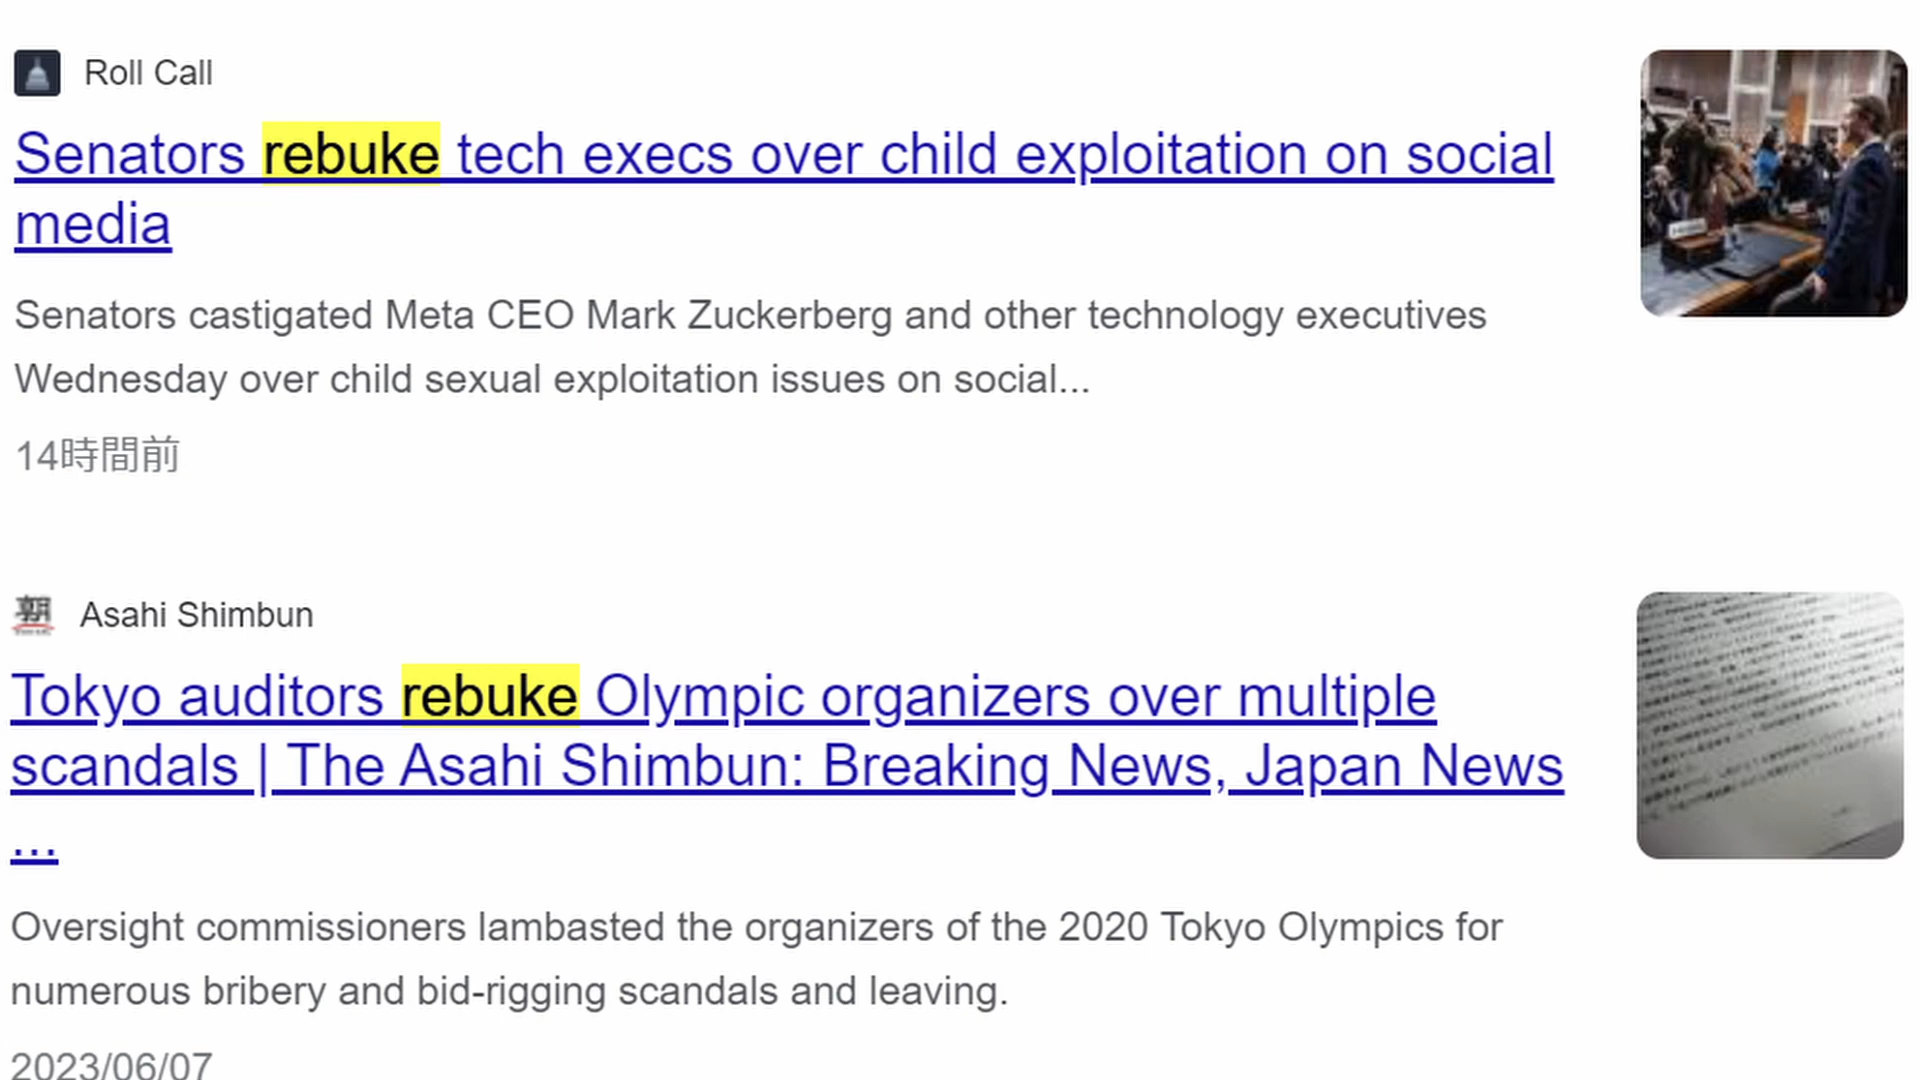 Roll Call
Senators rebuke tech execs over child exploitation on social
media
Senators castigated Meta CEO Mark Zuckerberg and other technology executives
Wednesday over child sexual exploitation issues on social...
14時間前
Asahi Shimbun
Tokyo auditors rebuke Olympic organizers over multiple
scandals | The Asahi Shimbun: Breaking News, Japan News
...
Oversight commissioners lambasted the organizers of the 2020 Tokyo Olympics for
numerous bribery and bid-rigging scandals and leaving.
2023/06/07